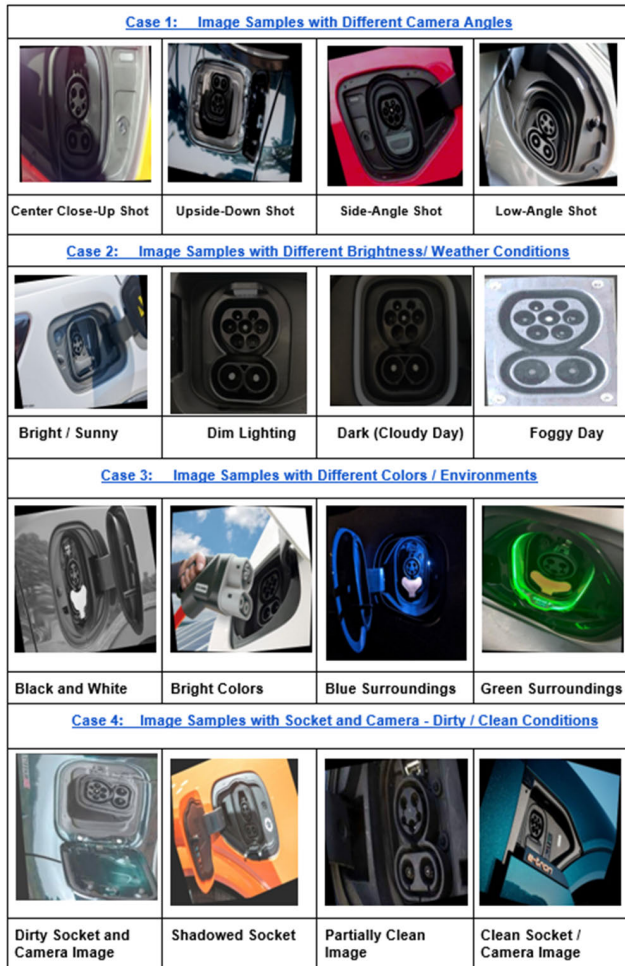 Case 1: Image Samples with Different Camera Angles
Center Close-Up Shot
Upside-Down Shot
Side-Angle Shot
Low-Angle Shot
Case 2: Image Samples with Different Brightness/ Weather Conditions
Bright / Sunny
Dim Lighting
Dark (Cloudy Day)
Foggy Day
Case 3: Image Samples with Different Colors / Environments
Black and White
Bright Colors
Blue Surroundings
Green Surroundings
Case 4: Image Samples with Socket and Camera - Dirty / Clean Conditions
e-tron
Dirty Socket and
Camera Image
Shadowed Socket
Partially Clean
Image
Clean Socket /
Camera Image